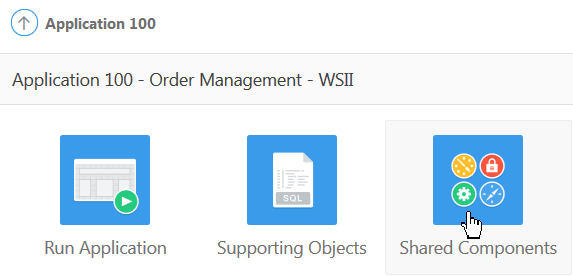 Application 100
Application 100 - Order Management - WSII
SQL
Run Application
Supporting Objects
Shared Components